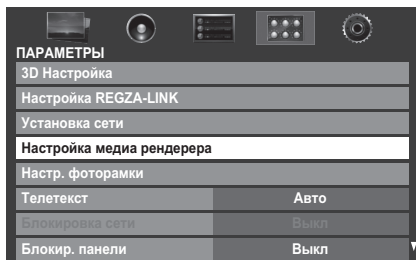 ПАРАМЕТРЫ
3D Настройка
Настройка REGZA-LINK
Установка сети
Настройка медиа рендерера
Настр. фоторамки
Телетекст Авто
Блокировка сети Выкл
Блокир. панели Выкл